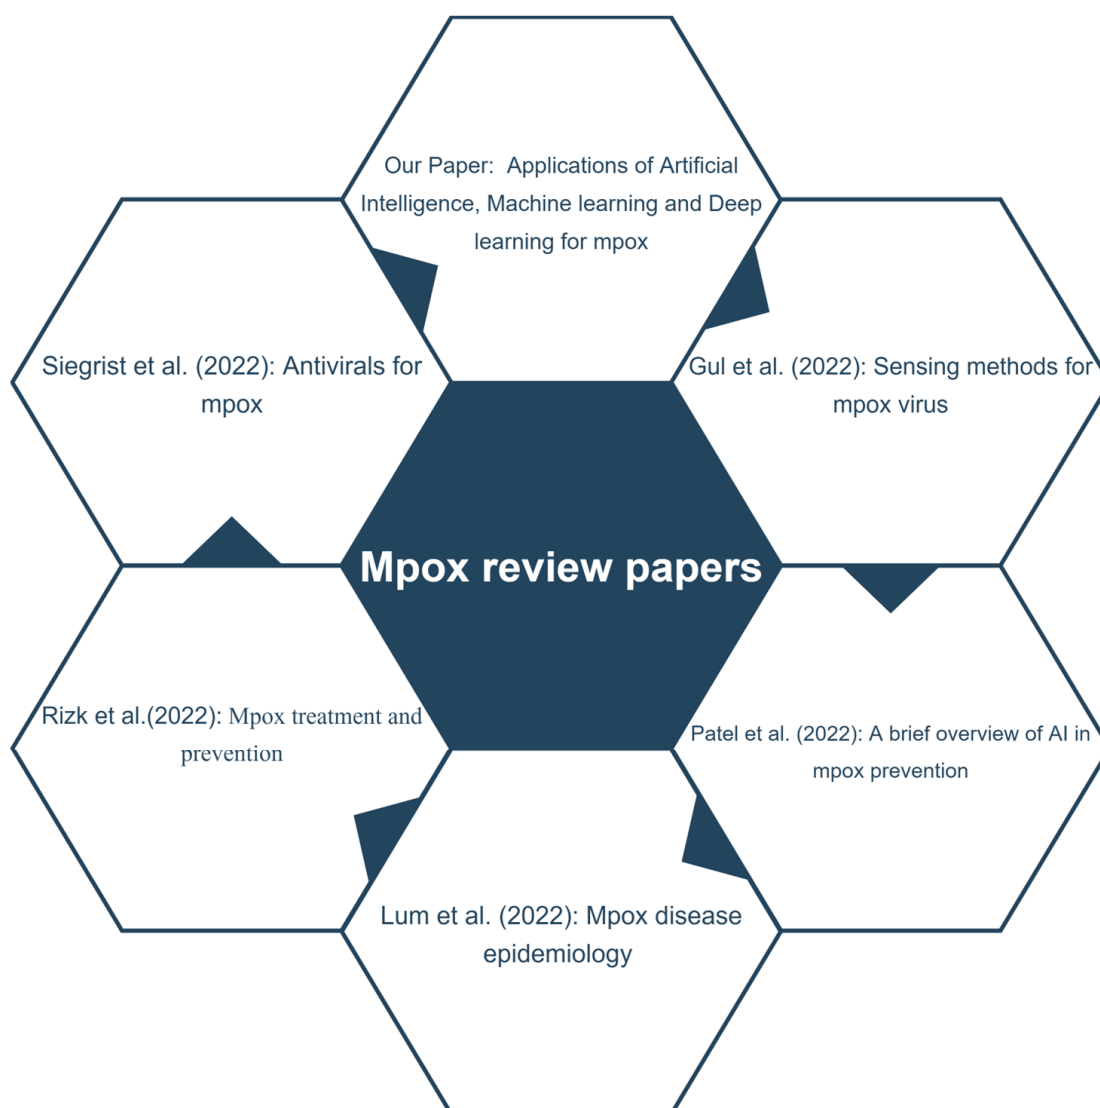 Our Paper:  Applications of Artificial
Intelligence, Machine learning and Deep
learning for mpox
Siegrist et al. (2022): Antivirals for
mpox
Gul et al. (2022): Sensing methods for
mpox virus
Mpox review papers
Rizk et al.(2022): Mpox treatment and
prevention
Patel et al. (2022): A brief overview of AI in
mpox prevention
Lum et al. (2022): Mpox disease
epidemiology